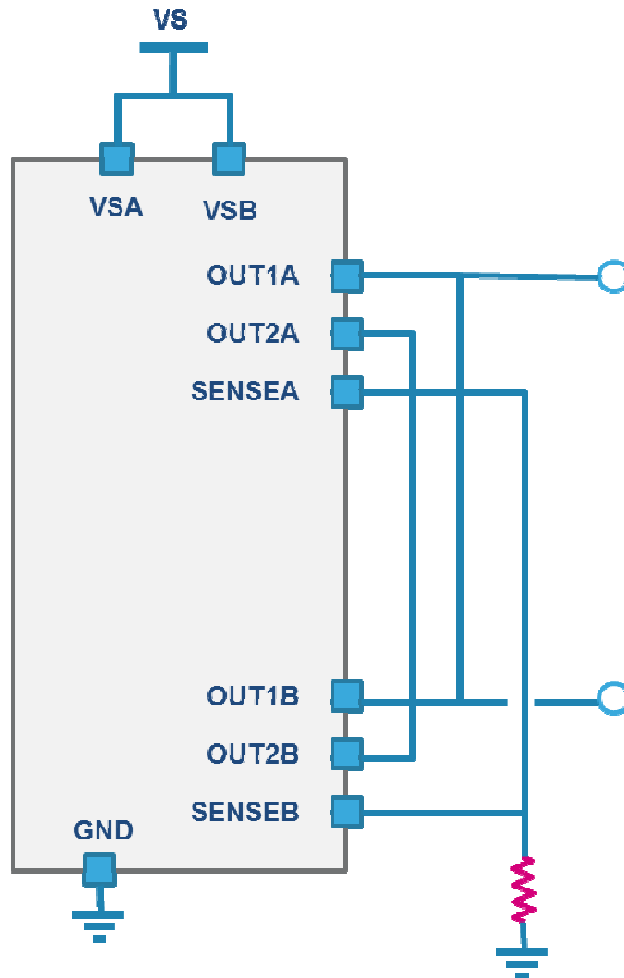 VS
VSA
VSB
OUT1A
OUT2A
SENSEA
OUT1B
OUT2B
SENSEB
GND